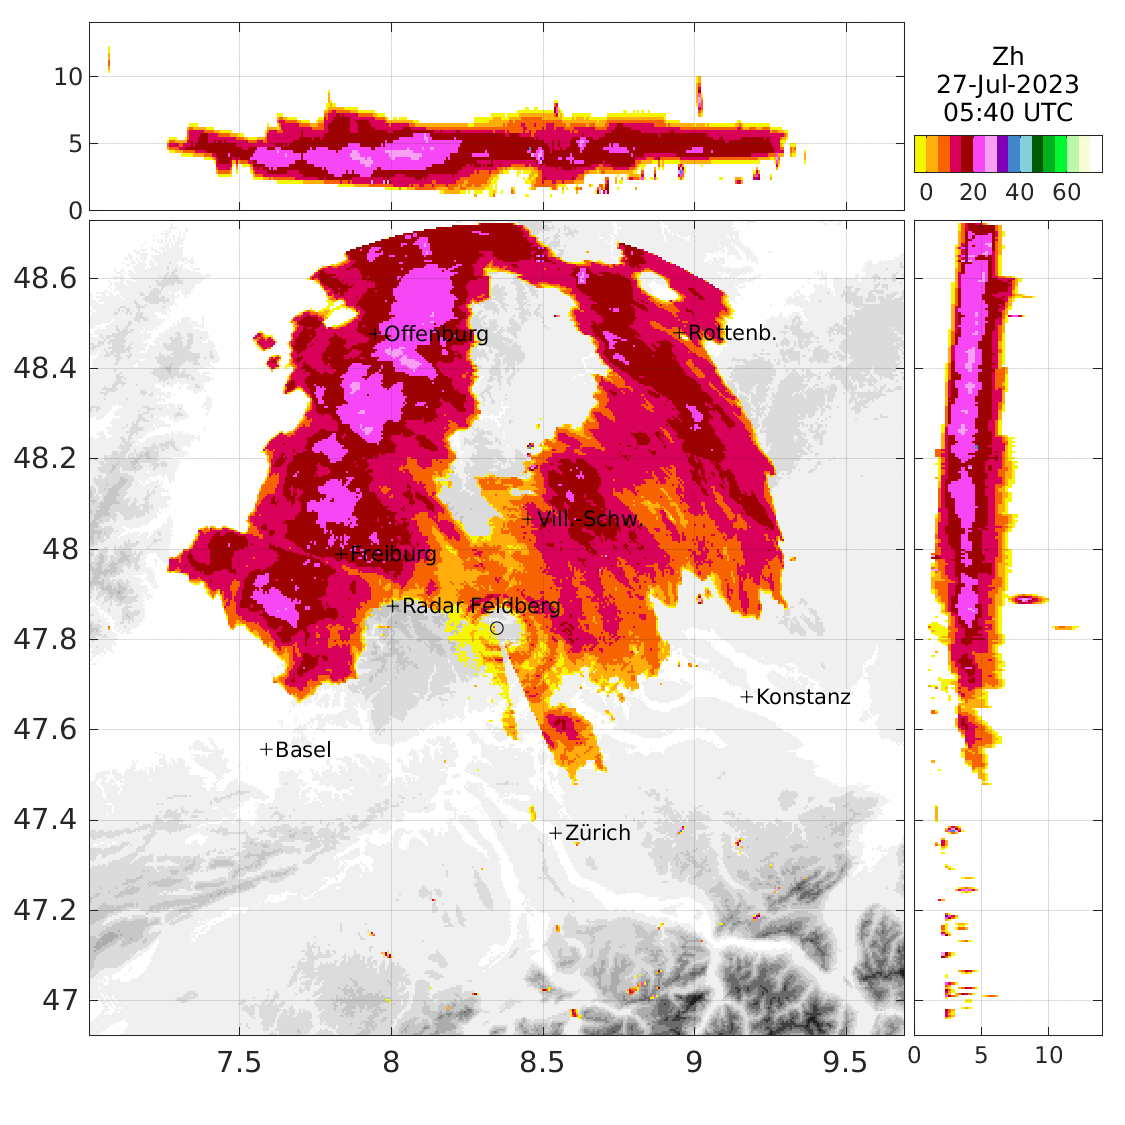 Zh
27-Jul-2023
05:40 UTC
0 20 40 60
10
5
0
48.6
48.4
48.2
48
47.8
47.6
47.4
47.2
47
Offenburg
Rottenb.
Vill.-Schw.
Freiburg
Radar Feldberg
Konstanz
Basel
Zürich
7.5 8 8.5 9 9.5
0 5 10